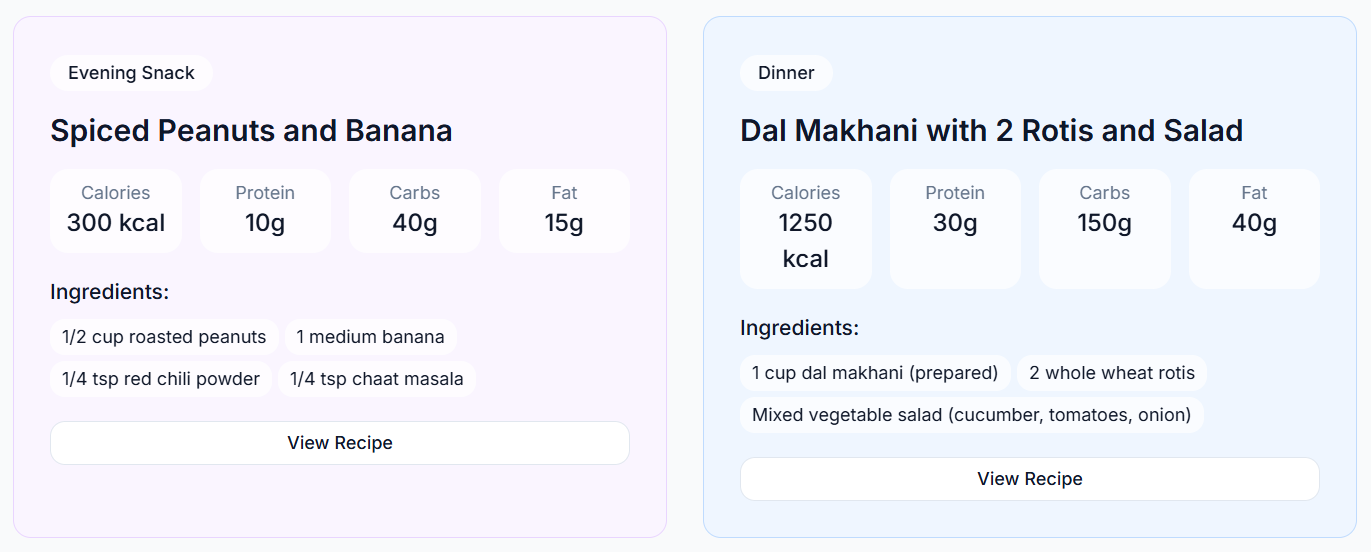 Evening Snack
Spiced Peanuts and Banana
Calories Protein Carbs Fat
300 kcal 10g 40g 15g
Ingredients:
1/2 cup roasted peanuts 1 medium banana
1/4 tsp red chili powder 1/4 tsp chaat masala
View Recipe
Dinner
Dal Makhani with 2 Rotis and Salad
Calories Protein Carbs Fat
1250 30g 150g 40g
kcal
Ingredients:
1 cup dal makhani (prepared) 2 whole wheat rotis
Mixed vegetable salad (cucumber, tomatoes, onion)
View Recipe